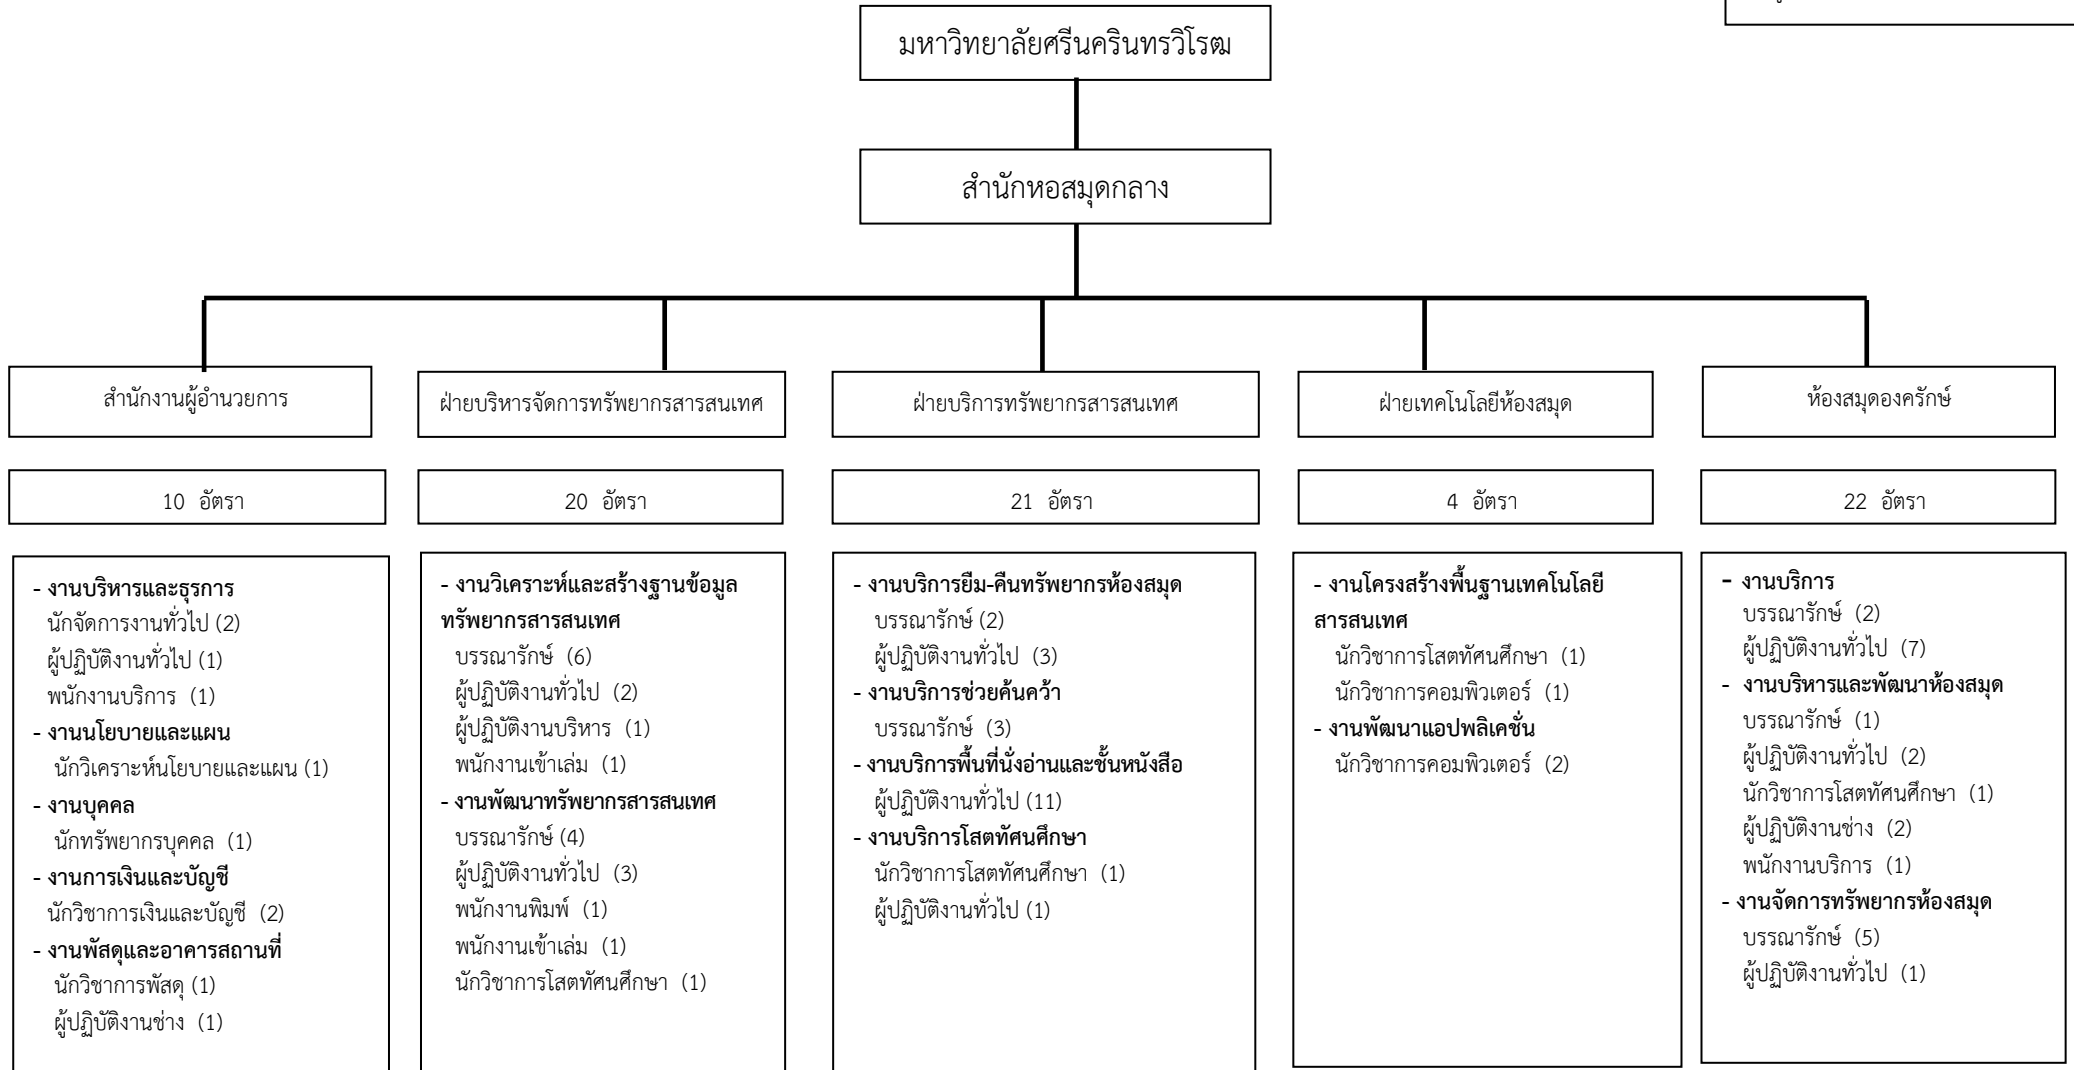 มหาวิทยาลัยศรีนครินทรวิโรฒ
สำนักหอสมุดกลาง
สำนักงานผู้อำนวยการ
ฝ่ายบริหารจัดการทรัพยากรสารสนเทศ
ฝ่ายบริการทรัพยากรสารสนเทศ
ฝ่ายเทคโนโลยีห้องสมุด
ห้องสมุดองครักษ์
10 อัตรา
20 อัตรา
21 อัตรา
4 อัตรา
22 อัตรา
- งานบริหารและธุรการ
นักจัดการงานทั่วไป (2)
ผู้ปฏิบัติงานทั่วไป (1)
พนักงานบริการ (1)
- งานนโยบายและแผน
นักวิเคราะห์นโยบายและแผน (1)
- งานบุคคล
นักทรัพยากรบุคคล (1)
- งานการเงินและบัญชี
นักวิชาการเงินและบัญชี (2)
- งานพัสดุและอาคารสถานที่
นักวิชาการพัสดุ (1)
ผู้ปฏิบัติงานช่าง (1)
- งานวิเคราะห์และสร้างฐานข้อมูล
ทรัพยากรสารสนเทศ
บรรณารักษ์ (6)
ผู้ปฏิบัติงานทั่วไป (2)
ผู้ปฏิบัติงานบริหาร (1)
พนักงานเข้าเล่ม (1)
- งานพัฒนาทรัพยากรสารสนเทศ
บรรณารักษ์ (4)
ผู้ปฏิบัติงานทั่วไป (3)
พนักงานพิมพ์ (1)
พนักงานเข้าเล่ม (1)
นักวิชาการโสตทัศนศึกษา (1)
- งานบริการยืม-คืนทรัพยากรห้องสมุด
บรรณารักษ์ (2)
ผู้ปฏิบัติงานทั่วไป (3)
- งานบริการช่วยค้นคว้า
บรรณารักษ์ (3)
- งานบริการพื้นที่นั่งอ่านและชั้นหนังสือ
ผู้ปฏิบัติงานทั่วไป (11)
- งานบริการโสตทัศนศึกษา
นักวิชาการโสตทัศนศึกษา (1)
ผู้ปฏิบัติงานทั่วไป (1)
- งานโครงสร้างพื้นฐานเทคโนโลยี
สารสนเทศ
นักวิชาการโสตทัศนศึกษา (1)
นักวิชาการคอมพิวเตอร์ (1)
- งานพัฒนาแอปพลิเคชั่น
นักวิชาการคอมพิวเตอร์ (2)
- งานบริการ
บรรณารักษ์ (2)
ผู้ปฏิบัติงานทั่วไป (7)
- งานบริหารและพัฒนาห้องสมุด
บรรณารักษ์ (1)
ผู้ปฏิบัติงานทั่วไป (2)
นักวิชาการโสตทัศนศึกษา (1)
ผู้ปฏิบัติงานช่าง (2)
พนักงานบริการ (1)
- งานจัดการทรัพยากรห้องสมุด
บรรณารักษ์ (5)
ผู้ปฏิบัติงานทั่วไป (1)